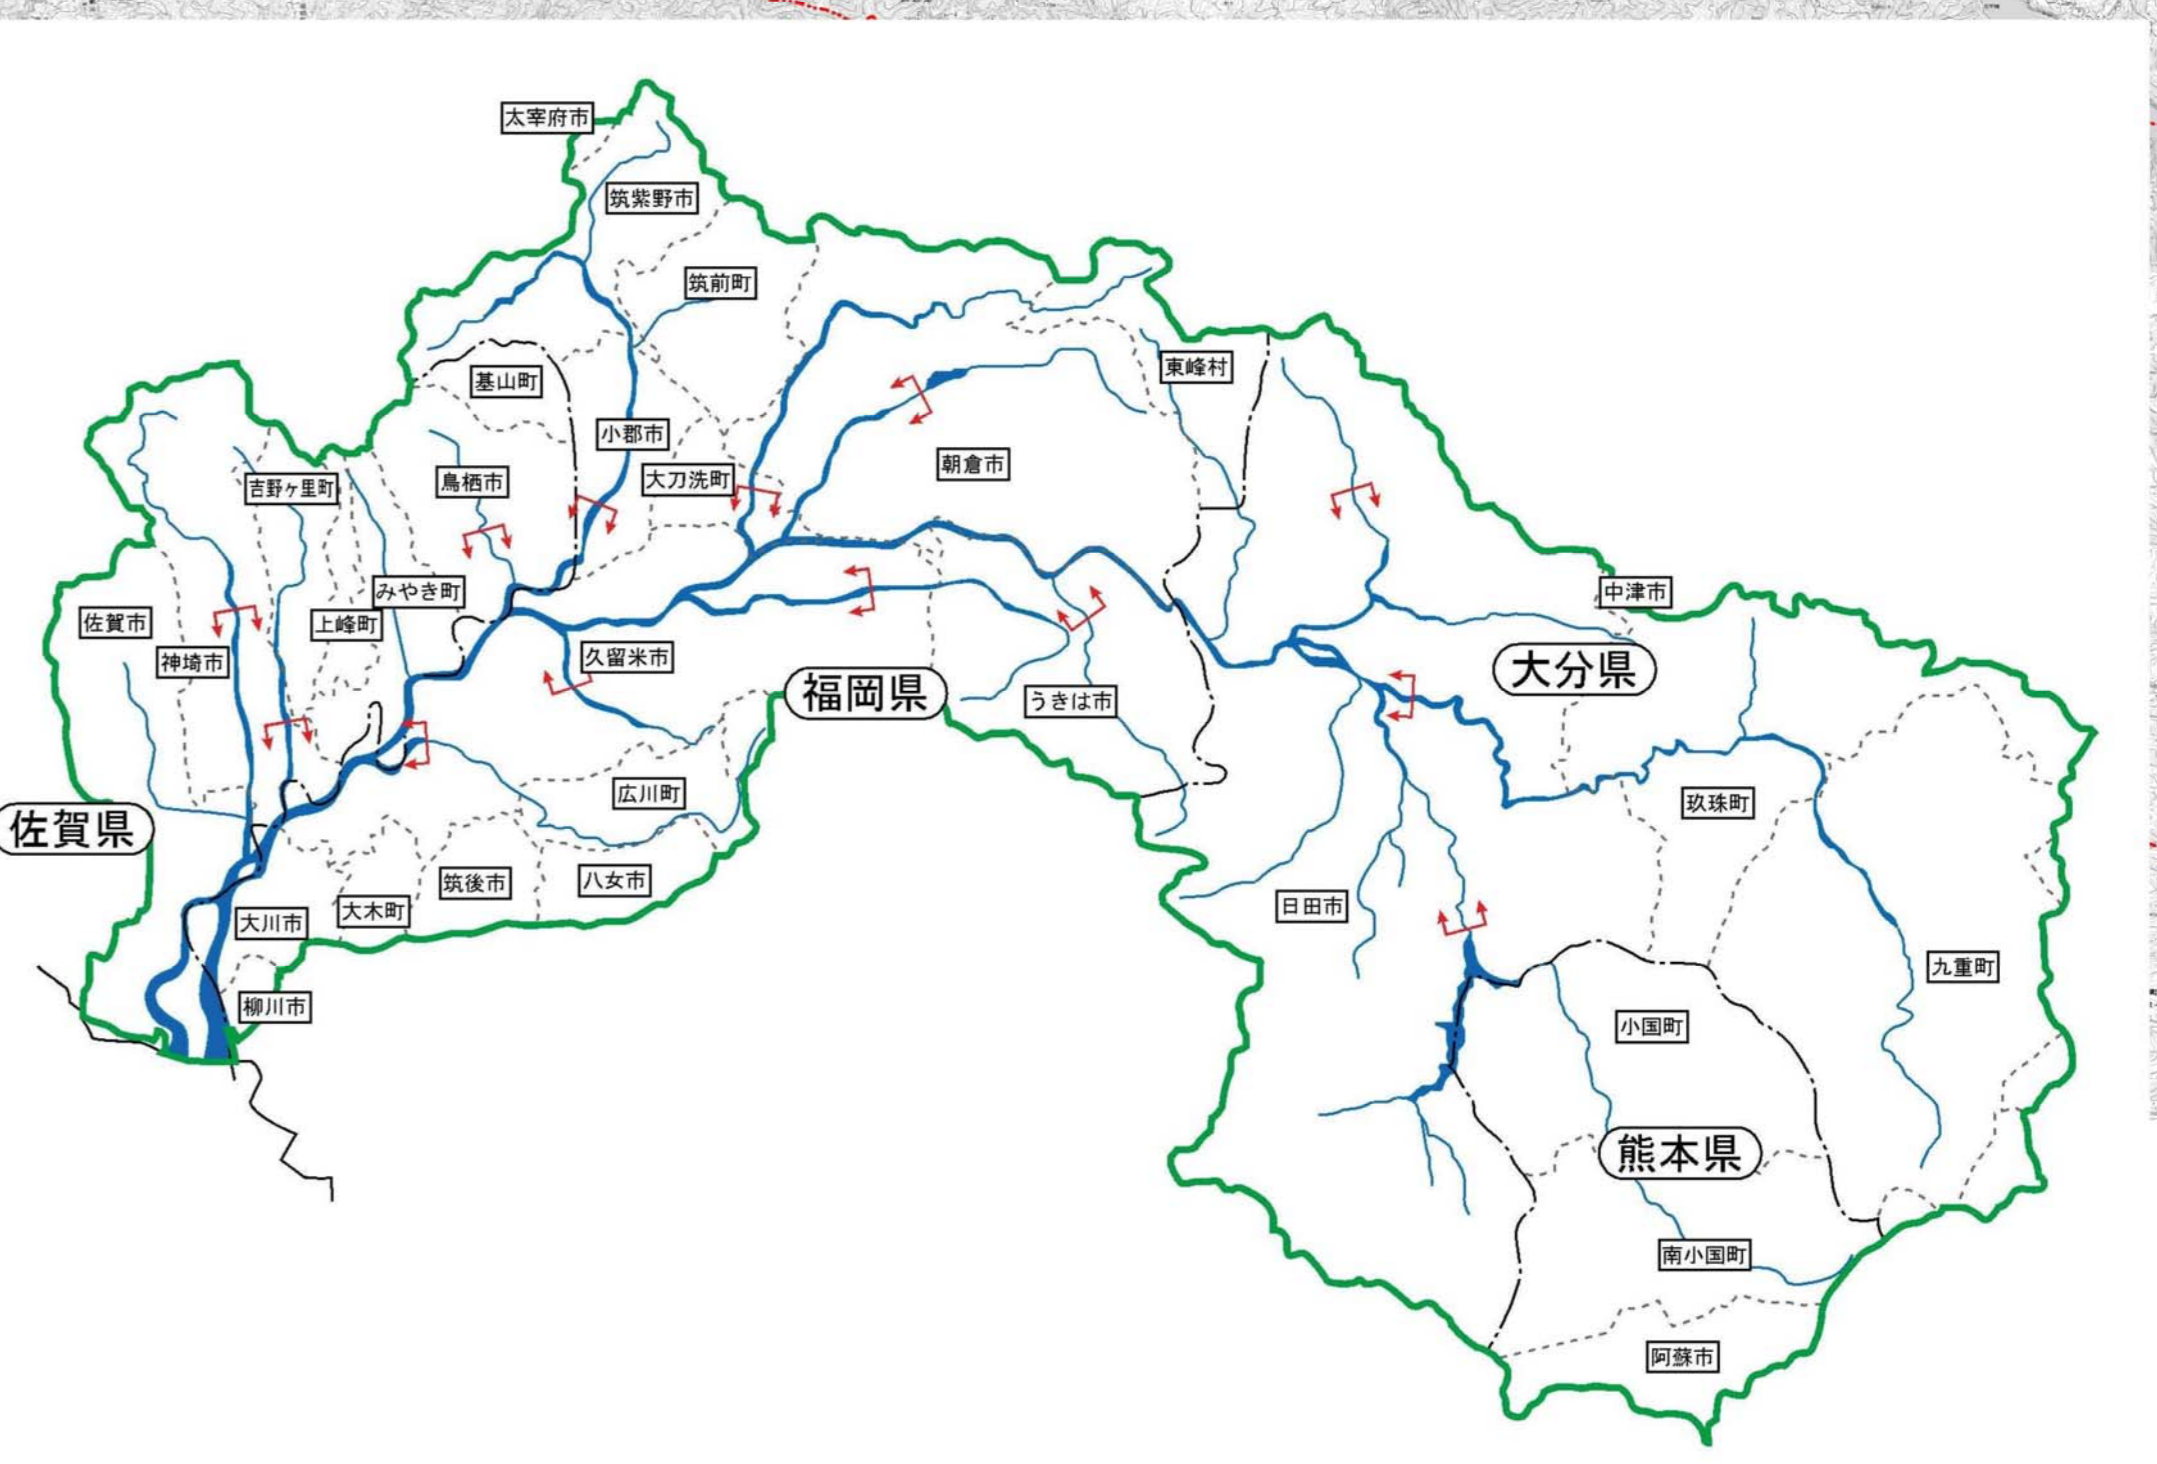 太宰府市
筑紫野市
筑前町
東峰村
基山町
小郡市
朝倉市
鳥栖市
大刀洗町
吉野ヶ里町
みやき町
中津市
佐賀市
上峰町
神埼市
久留米市
大分県
福岡県
うきは市
広川町
玖珠町
佐賀県
筑後市
八女市
日田市
大木町
大川市
九重町
柳川市
小国町
熊本県
南小国町
阿蘇市